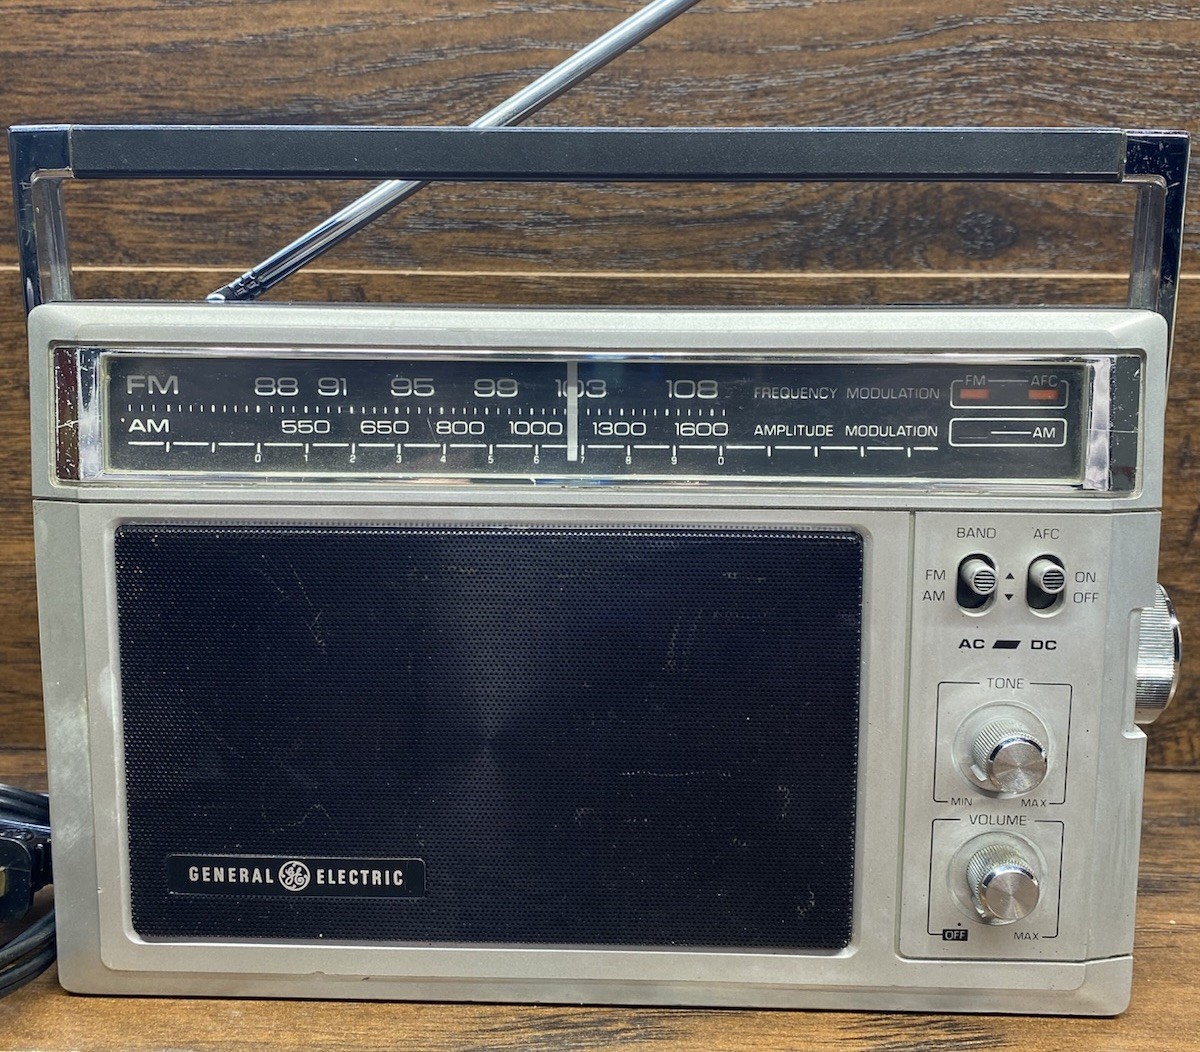 FM 88 91 95 99 103 108 FREQUENCY MODULATION FM AFC
AM 550 650 800 1000 1300 1600 AMPLITUDE MODULATION AM
0 1 2 3 4 5 6 7 8 9 0
BAND AFC
FM ON
AM OFF
AC DC
TONE
MIN MAX
VOLUME
OFF MAX
GENERAL GE ELECTRIC